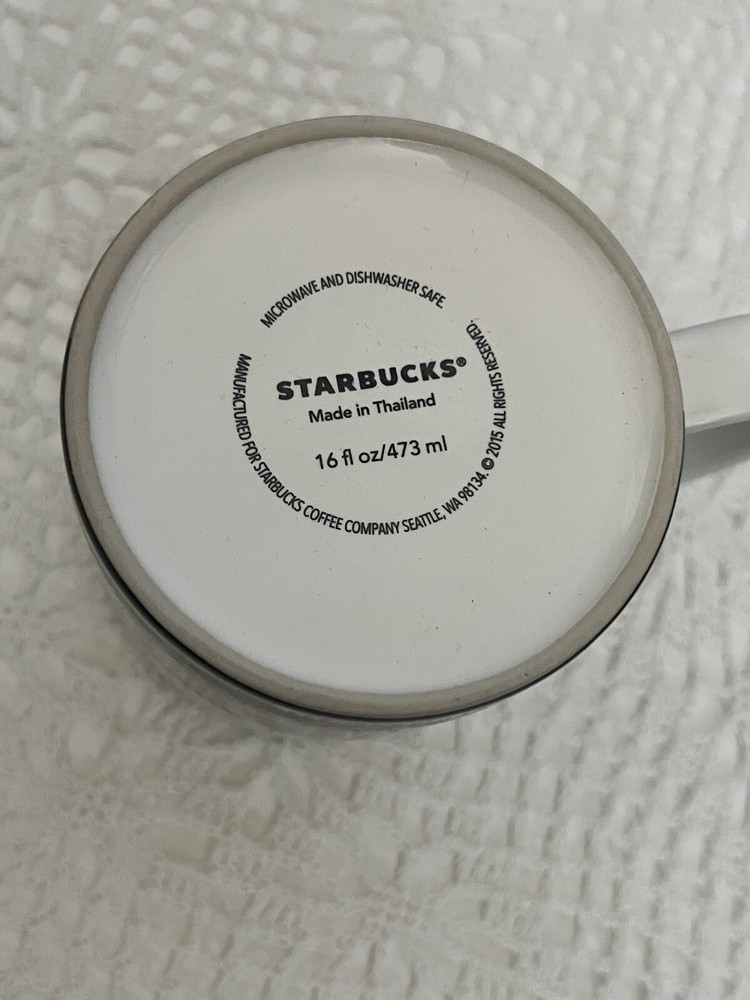 MICROWAVE AND DISHWASHER SAFE.
STARBUCKS®
Made in Thailand
16 fl oz/473 ml
MANUFACTURED FOR STARBUCKS COFFEE COMPANY SEATTLE, WA 98134. © 2015 ALL RIGHTS RESERVED.